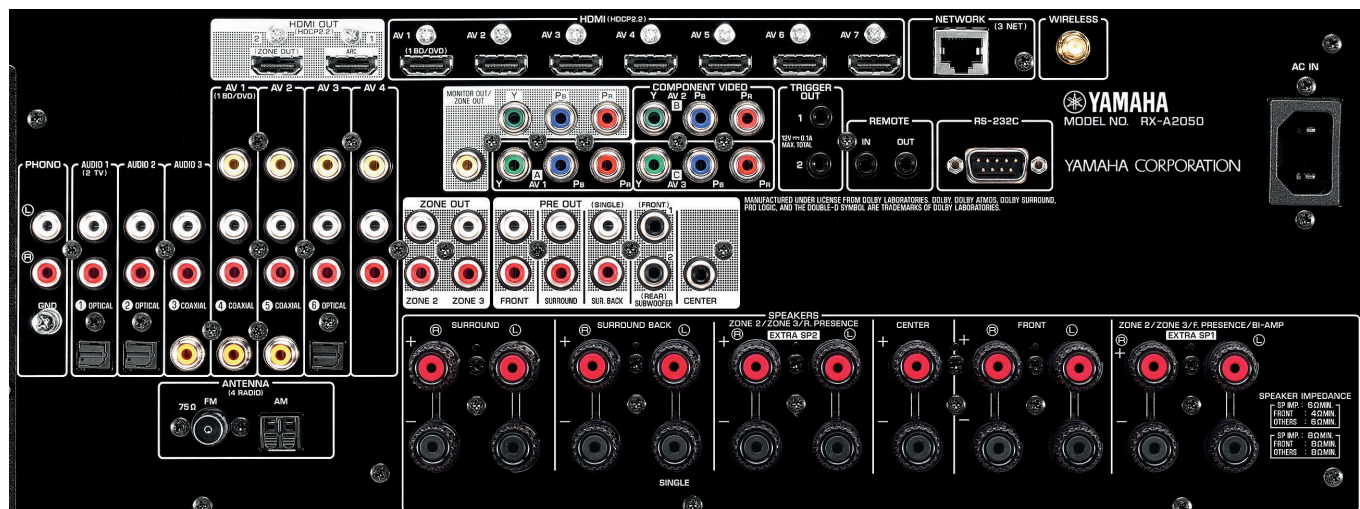 HDMI OUT
(HDCP2.2)
2 1
(ZONE OUT) ARC
HDMI (HDCP2.2)
AV 1 AV 2 AV 3 AV 4 AV 5 AV 6 AV 7
(1 BD/DVD)
NETWORK
(3 NET)
WIRELESS
AC IN
YAMAHA
MODEL NO. RX-A2050
YAMAHA CORPORATION
AV 1 AV 2 AV 3 AV 4
(1 BD/DVD)
MONITOR OUT/
ZONE OUT
Y PB PR
COMPONENT VIDEO
Y AV 2 PB PR
B
A
C
Y AV 1 PB PR
Y AV 3 PB PR
TRIGGER
OUT
1
12V 0.1A
MAX. TOTAL
2
REMOTE
IN OUT
RS-232C
MANUFACTURED UNDER LICENSE FROM DOLBY LABORATORIES. DOLBY, DOLBY ATMOS, DOLBY SURROUND,
PRO LOGIC, AND THE DOUBLE-D SYMBOL ARE TRADEMARKS OF DOLBY LABORATORIES.
PHONO AUDIO 1 AUDIO 2 AUDIO 3
(2 TV)
L
R
GND
1 OPTICAL 2 OPTICAL 3 COAXIAL 4 COAXIAL 5 COAXIAL 6 OPTICAL
ZONE OUT PRE OUT (SINGLE) (FRONT)
1
2
(REAR)
ZONE 2 ZONE 3 FRONT SURROUND SUR. BACK SUBWOOFER CENTER
ANTENNA
(4 RADIO)
75Ω FM AM
SPEAKERS
SURROUND
R L
+
−
SURROUND BACK
R L
+
−
SINGLE
ZONE 2/ZONE 3/R. PRESENCE
EXTRA SP2
R L
+
−
CENTER
+
−
FRONT
R L
+
−
ZONE 2/ZONE 3/F. PRESENCE/BI-AMP
EXTRA SP1
R L
+
−
SPEAKER IMPEDANCE
SP IMP. : 6ΩMIN.
FRONT : 4ΩMIN.
OTHERS : 6ΩMIN.
SP IMP. : 8ΩMIN.
FRONT : 8ΩMIN.
OTHERS : 8ΩMIN.